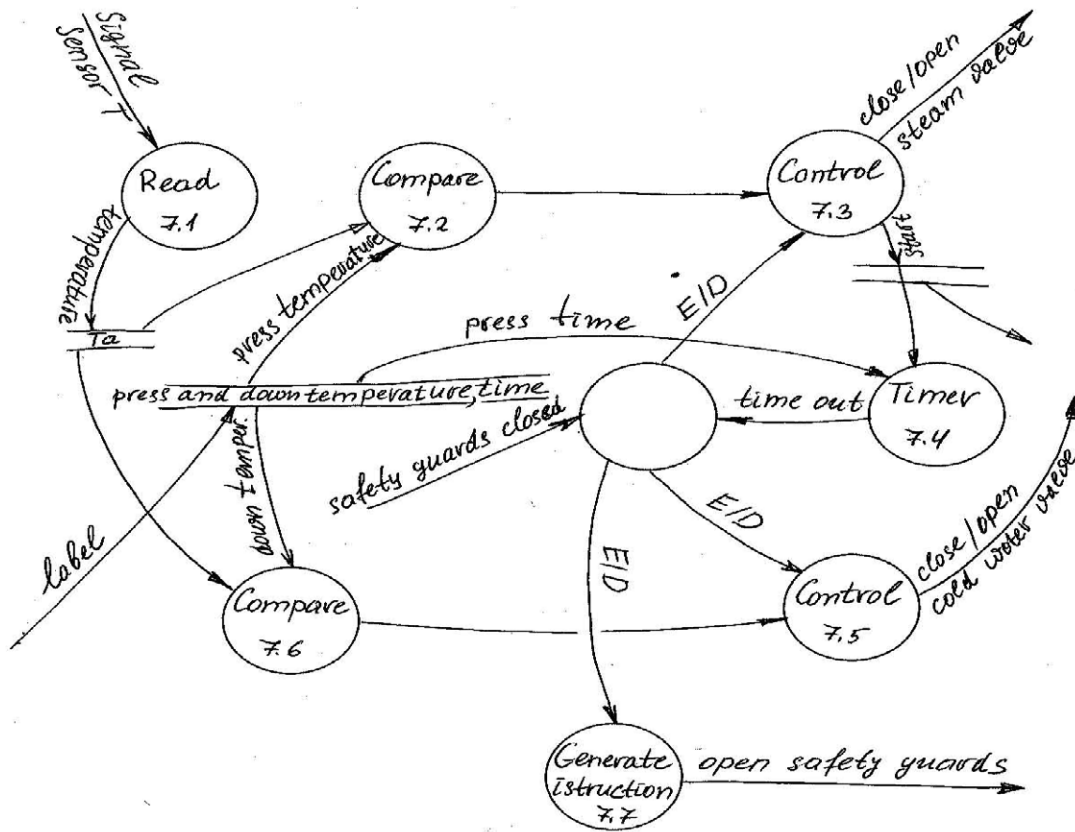 Signal
Sensor T
Read
7.1
Compare
7.2
Control
7.3
close/open
steam valve
temperature
Ta
press temperature
E/D
start
press time
press and down temperature, time
time out
Timer
7.4
safety guards closed
down temper.
label
E/D
E/D
close/open
cold water valve
Compare
7.6
Control
7.5
Generate
istruction
7.7
open safety guards